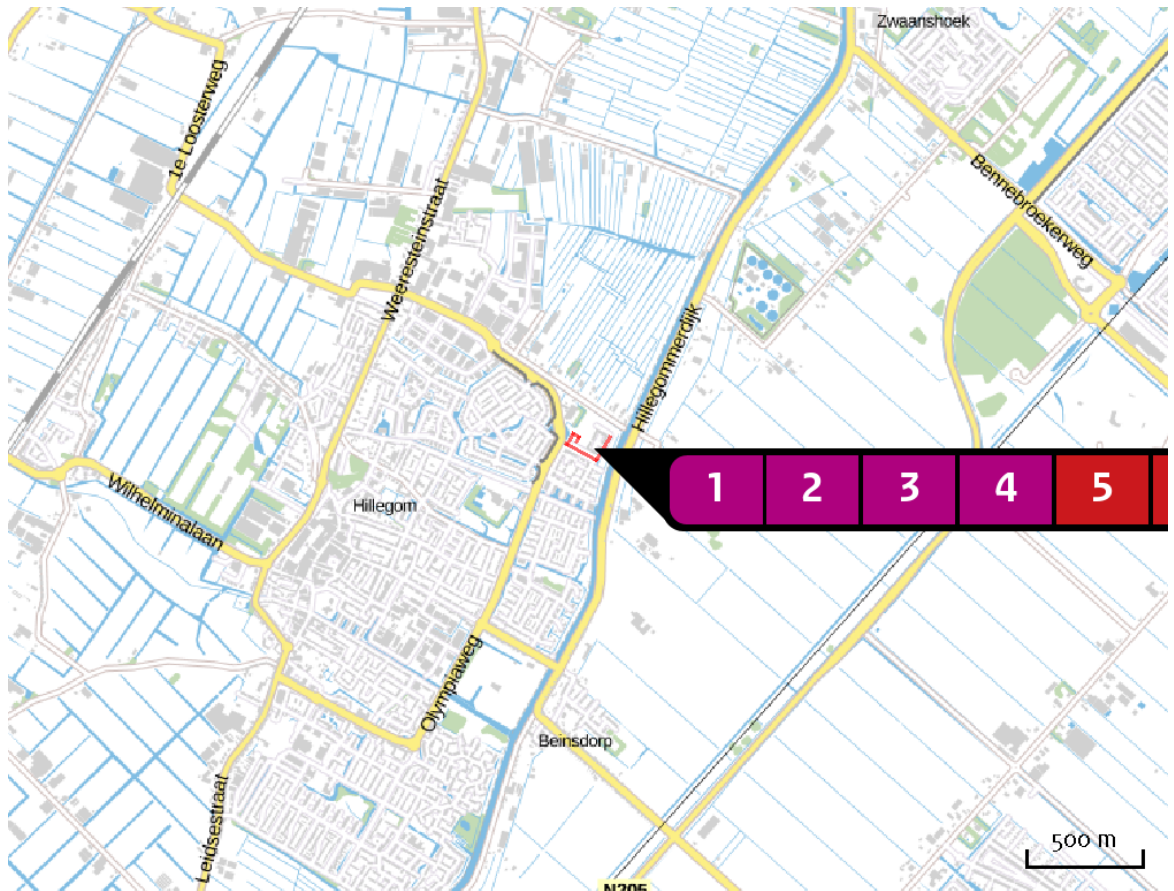 Zwaanshoek
1e Loosterweg
Bennebroekerweg
Weeresteinstraat
Hillegommerdijk
1
2
3
4
5
Hillegom
Wilhelminalaan
Olympiaweg
Beinsdorp
Leidsestraat
500 m
N205